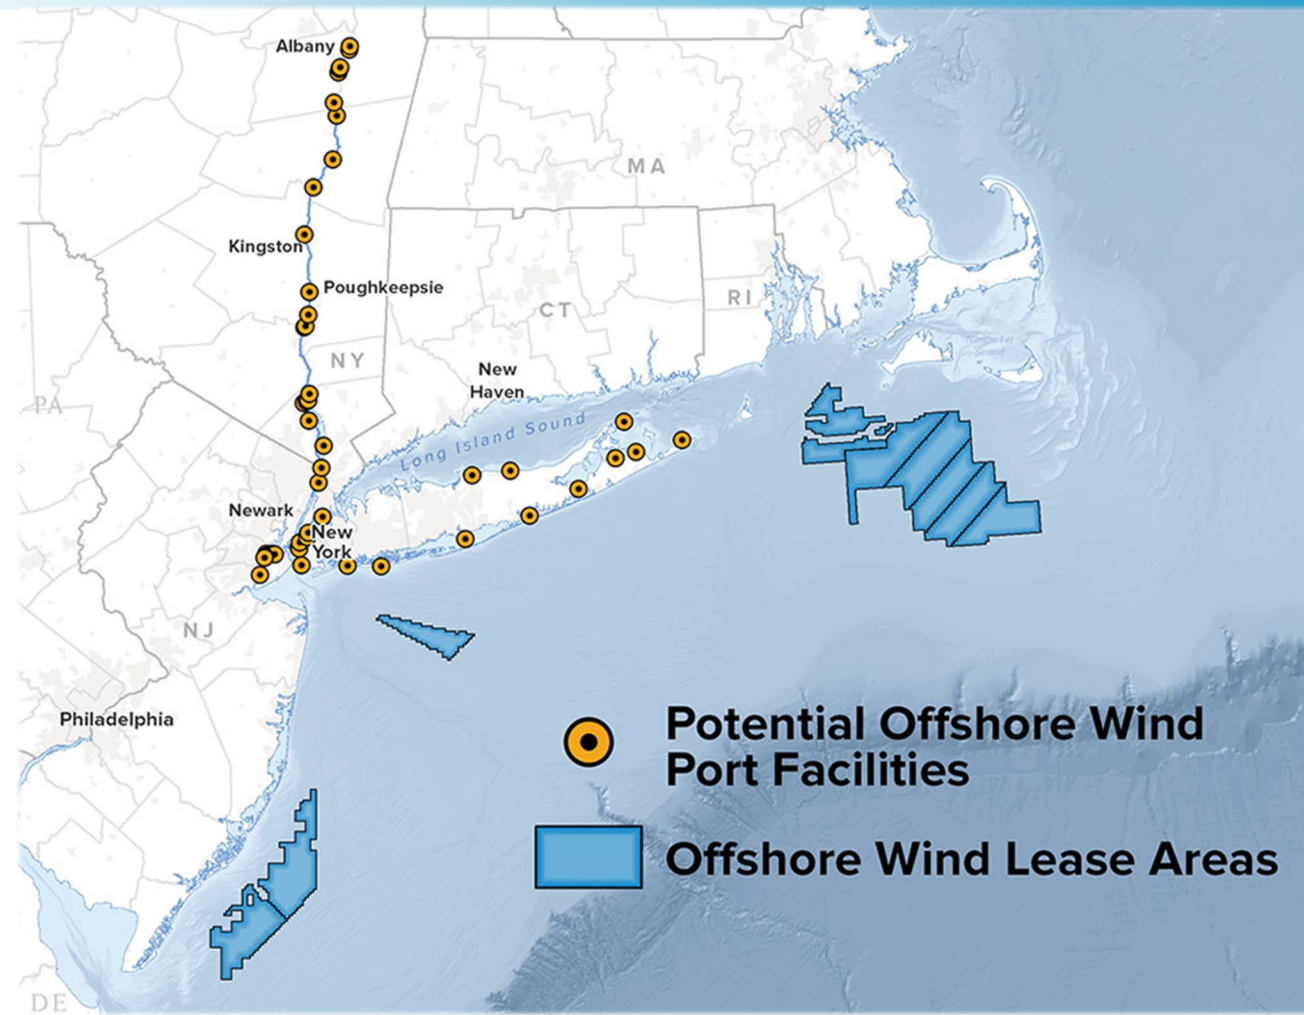 Albany
MA
Kingston
Poughkeepsie
RI
CT
NY
New
Haven
PA
Long Island Sound
Newark
New
York
NJ
Philadelphia
Potential Offshore Wind
Port Facilities
Offshore Wind Lease Areas
DE